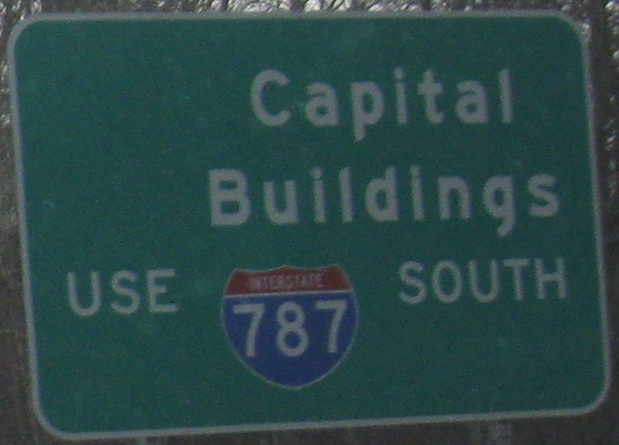 Capital
Buildings
USE INTERSTATE 787 SOUTH